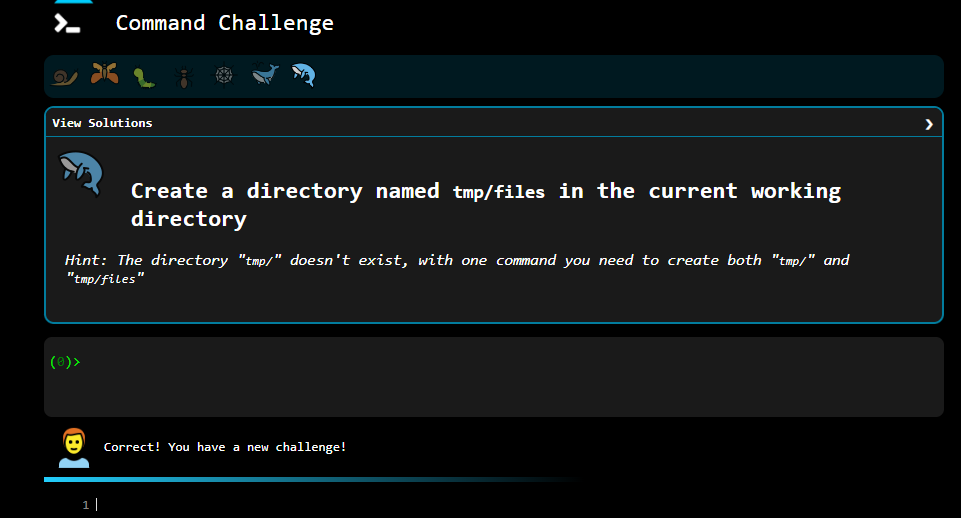 Command Challenge
View Solutions
Create a directory named tmp/files in the current working
directory
Hint: The directory "tmp/" doesn't exist, with one command you need to create both "tmp/" and
"tmp/files"
(0)>
Correct! You have a new challenge!
1